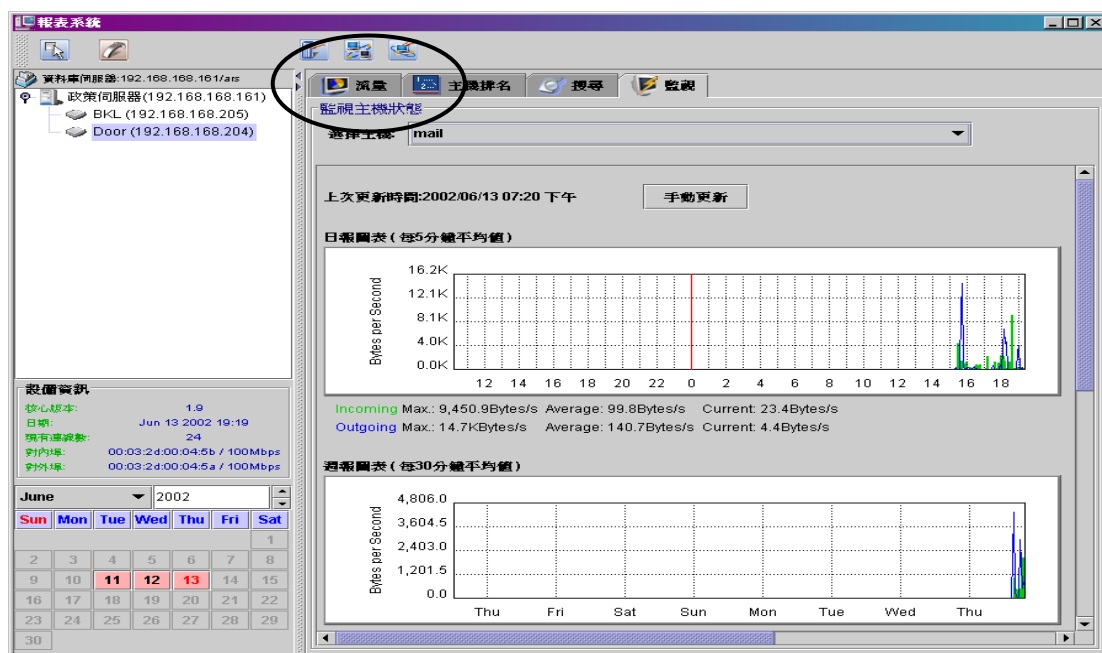 報表系統
資料庫伺服器:192.168.168.161/ars
政策伺服器(192.168.168.161)
BKL (192.168.168.205)
Door (192.168.168.204)
設備資訊
核心版本: 1.9
日期: Jun 13 2002 19:19
現有連線數: 24
對內埠: 00:03:2d:00:04:5b / 100Mbps
對外埠: 00:03:2d:00:04:5a / 100Mbps
June 2002
Sun Mon Tue Wed Thu Fri Sat
1
2 3 4 5 6 7 8
9 10 11 12 13 14 15
16 17 18 19 20 21 22
23 24 25 26 27 28 29
30
流量 主機排名 搜尋 監視
監視主機狀態
選擇主機: mail
上次更新時間:2002/06/13 07:20 下午 手動更新
日報圖表(每5分鐘平均值)
Bytes per Second
16.2K
12.1K
8.1K
4.0K
0.0K
12 14 16 18 20 22 0 2 4 6 8 10 12 14 16 18
Incoming Max.: 9,450.9Bytes/s Average: 99.8Bytes/s Current: 23.4Bytes/s
Outgoing Max.: 14.7KBytes/s Average: 140.7Bytes/s Current: 4.4Bytes/s
週報圖表(每30分鐘平均值)
Bytes per Second
4,806.0
3,604.5
2,403.0
1,201.5
0.0
Thu Fri Sat Sun Mon Tue Wed Thu